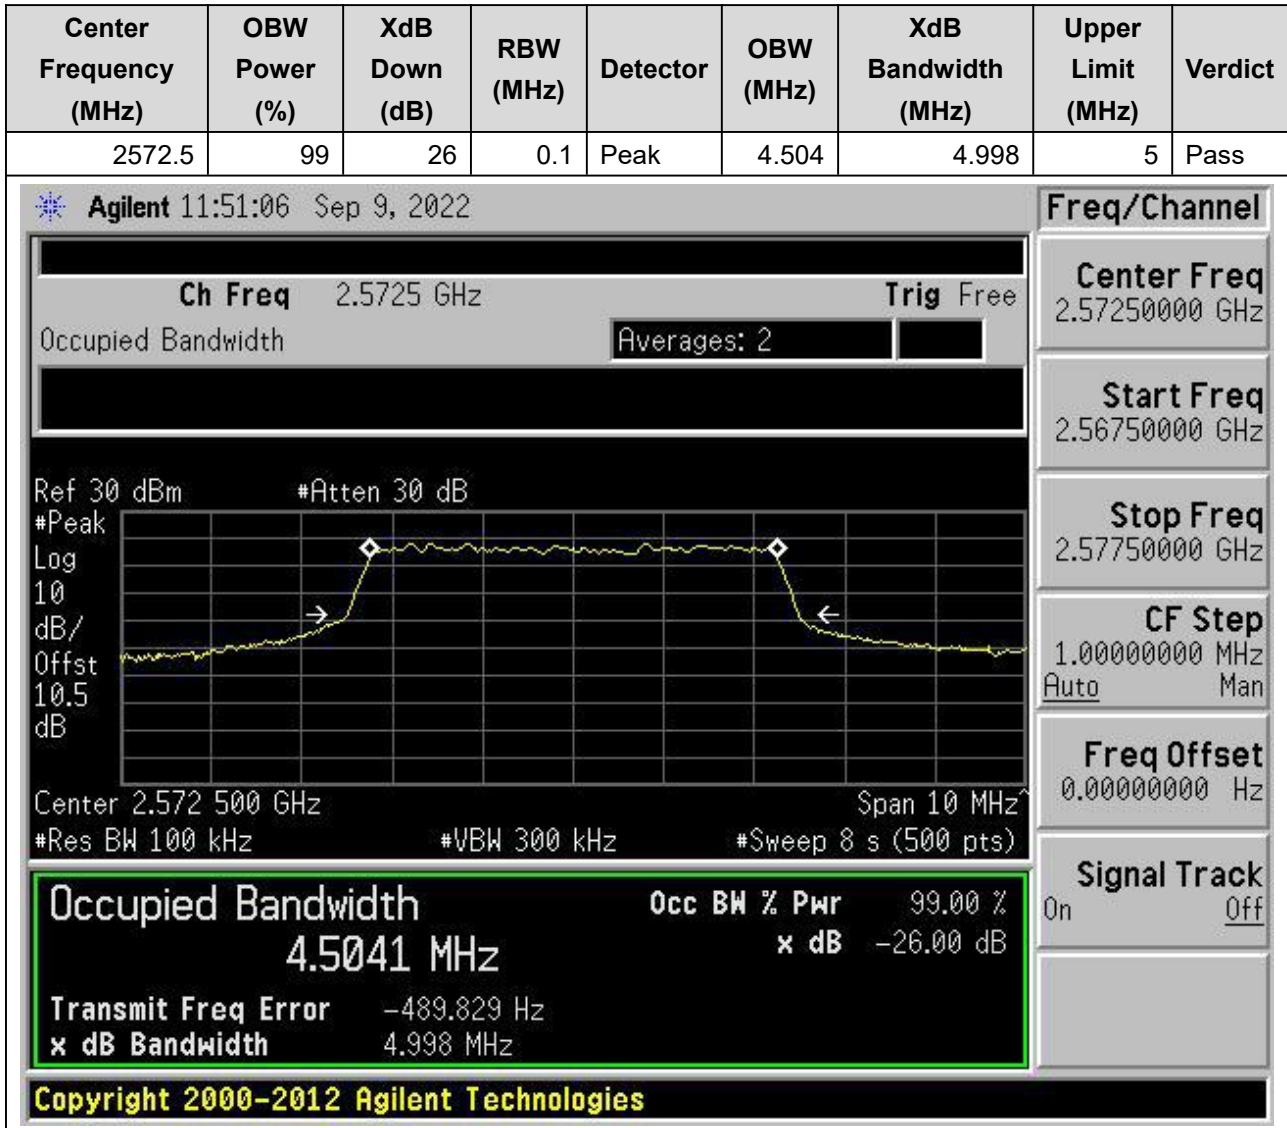 Center Frequency (MHz) OBW Power (%) XdB Down (dB) RBW (MHz) Detector OBW (MHz) XdB Bandwidth (MHz) Upper Limit (MHz) Verdict
2572.5 99 26 0.1 Peak 4.504 4.998 5 Pass
Agilent 11:51:06 Sep 9, 2022
Freq/Channel
Ch Freq 2.5725 GHz Trig Free
Occupied Bandwidth Averages: 2
Center Freq
2.57250000 GHz
Start Freq
2.56750000 GHz
Stop Freq
2.57750000 GHz
CF Step
1.00000000 MHz
Auto Man
Freq Offset
0.00000000 Hz
Signal Track
On Off
Ref 30 dBm #Atten 30 dB
#Peak
Log
10
dB/
Offst
10.5
dB
Center 2.572 500 GHz Span 10 MHz^
#Res BW 100 kHz #VBW 300 kHz #Sweep 8 s (500 pts)
Occupied Bandwidth Occ BW % Pwr 99.00 %
4.5041 MHz x dB -26.00 dB
Transmit Freq Error -489.829 Hz
x dB Bandwidth 4.998 MHz
Copyright 2000-2012 Agilent Technologies